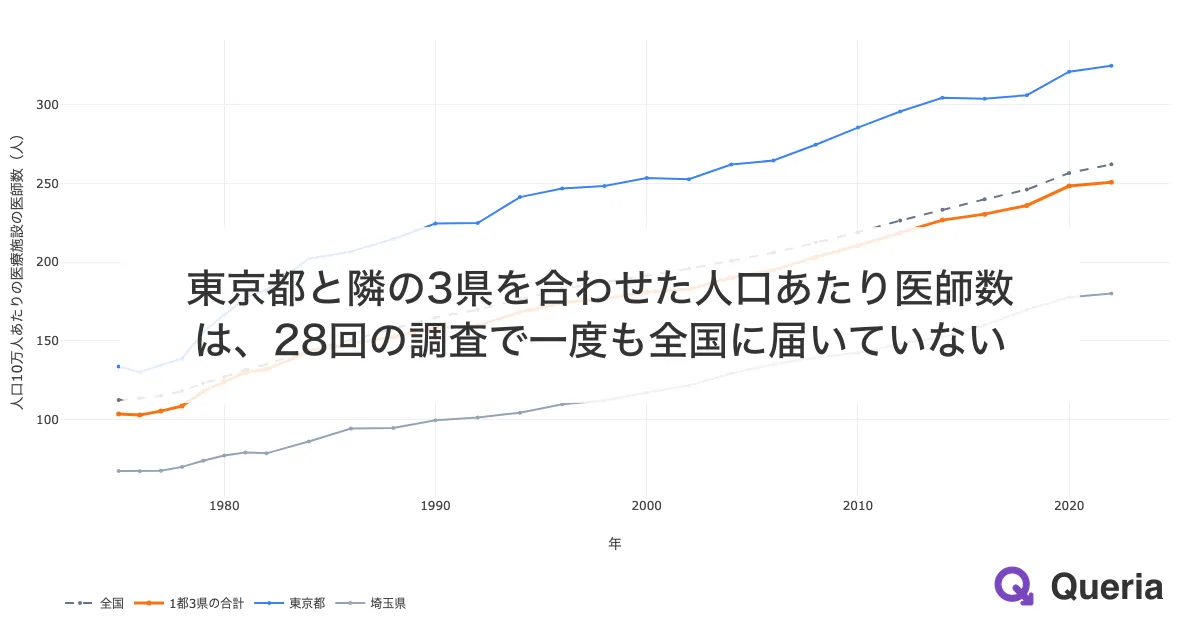 東京都と隣の3県を合わせた人口あたり医師数
は、28回の調査で一度も全国に届いていない
人口10万人あたりの医療施設の医師数（人）
300
250
200
150
100
1980
1990
2000
2010
2020
年
全国
1都3県の合計
東京都
埼玉県
Queria